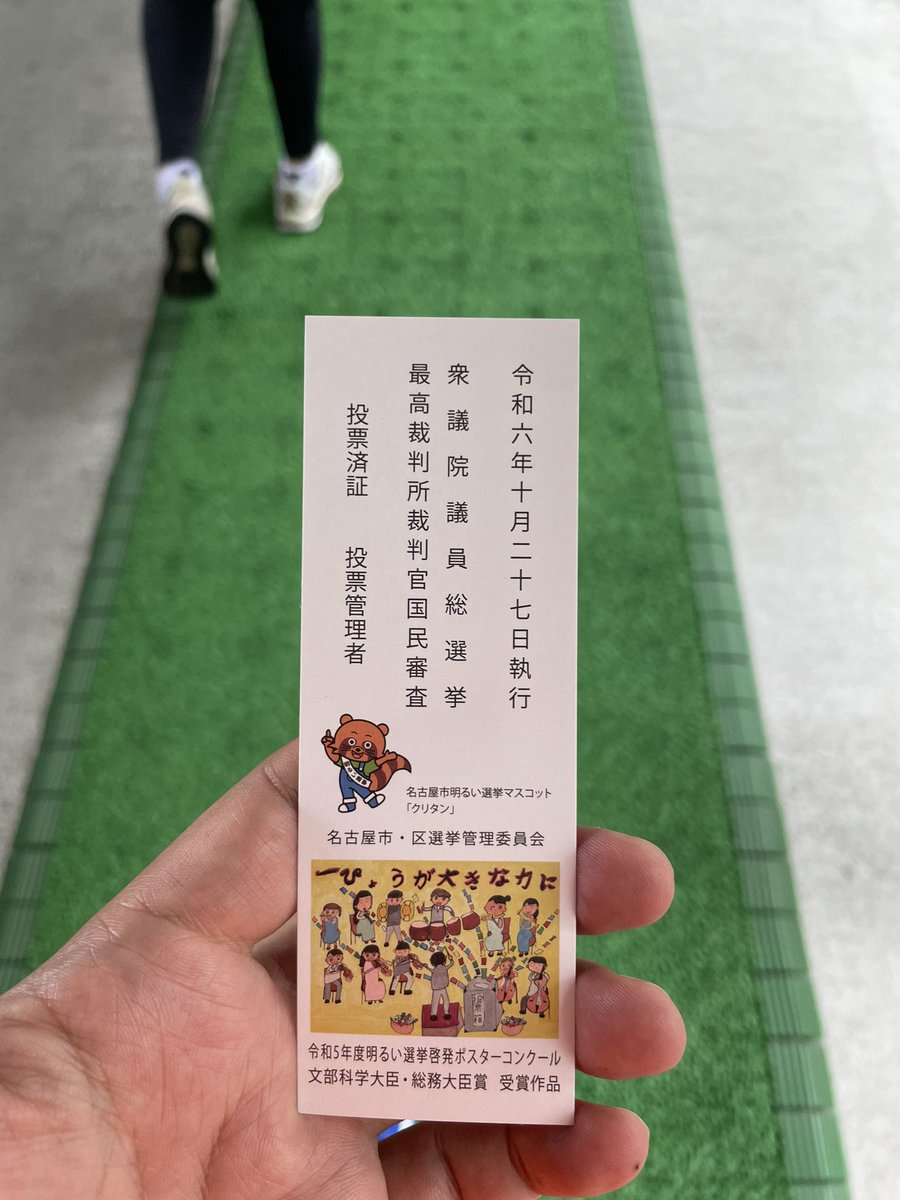 令和六年十月二十七日執行
衆議院議員総選挙
最高裁判所裁判官国民審査
投票済証　投票管理者
名古屋市明るい選挙マスコット
「クリタン」
名古屋市・区選挙管理委員会
一ぴょうが大きな力に
投票箱
令和5年度明るい選挙啓発ポスターコンクール
文部科学大臣・総務大臣賞　受賞作品